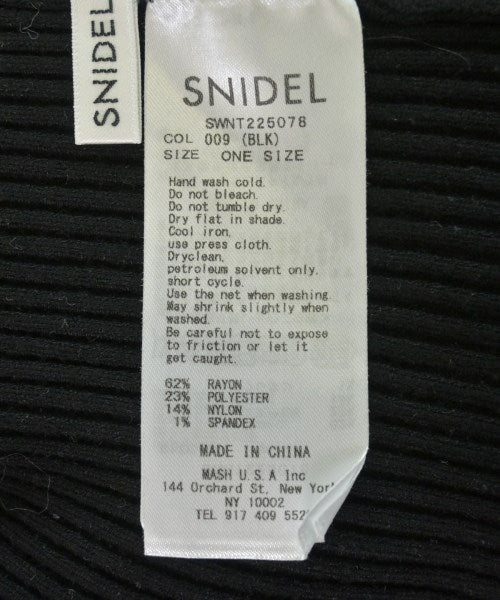 SNIDEL
SNIDEL
SWNT225078
COL 009 (BLK)
SIZE ONE SIZE
Hand wash cold.
Do not bleach.
Do not tumble dry.
Dry flat in shade.
Cool iron,
use press cloth.
Dryclean,
petroleum solvent only.
short cycle.
Use the net when washing.
May shrink slightly when
washed.
Be careful not to expose
to friction or let it
get caught.
62% RAYON
23% POLYESTER
14% NYLON
1% SPANDEX
MADE IN CHINA
MASH U.S.A Inc
144 Orchard St. New
NY 10002
TEL 917 409